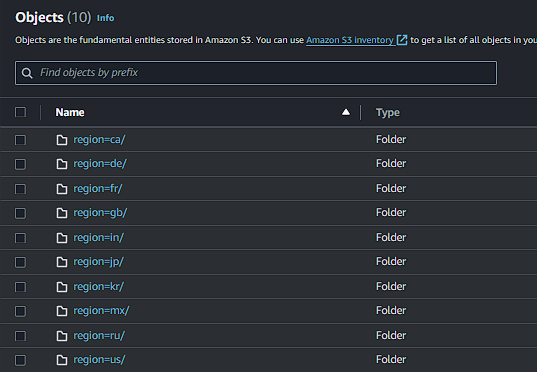 Objects (10) Info
Objects are the fundamental entities stored in Amazon S3. You can use Amazon S3 inventory to get a list of all objects in you
Find objects by prefix
Name Type
region=ca/ Folder
region=de/ Folder
region=fr/ Folder
region=gb/ Folder
region=in/ Folder
region=jp/ Folder
region=kr/ Folder
region=mx/ Folder
region=ru/ Folder
region=us/ Folder